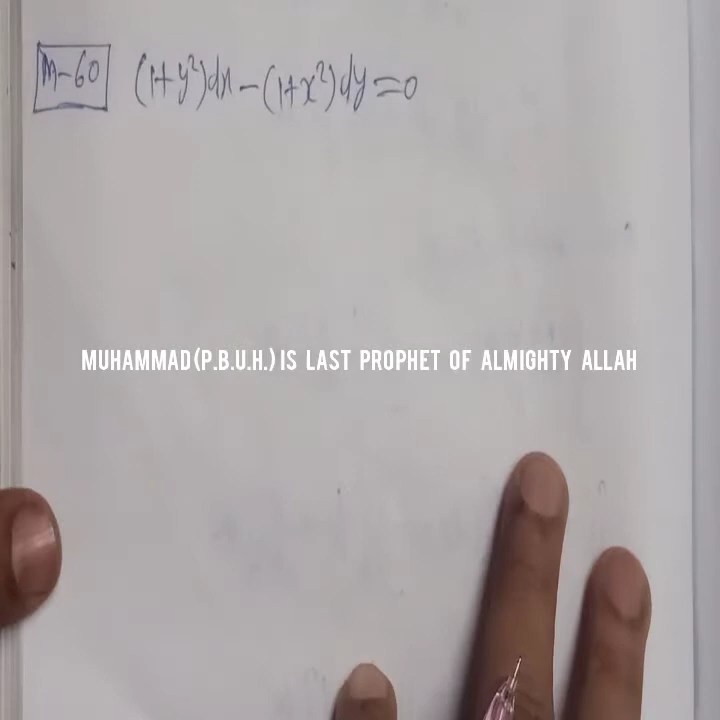 M-60 (1+y²)dx-(1+x²)dy=0
MUHAMMAD(P.B.U.H.) IS LAST PROPHET OF ALMIGHTY ALLAH